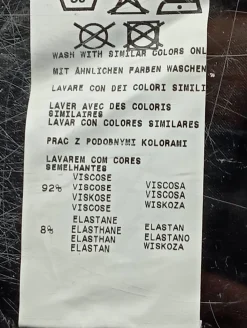 WASH WITH SIMILAR COLORS ONL
MIT ÄHNLICHEN FARBEN WASCHEN
LAVARE CON DEI COLORI SIMILI
LAVER AVEC DES COLORIS
SIMILAIRES
LAVAR CON COLORES SIMILARES
PRAC Z PODOBNYMI KOLORAMI
LAVAREM COM CORES
SEMELHANTES
VISCOSE
92% VISCOSE VISCOSA
VISKOSE VISCOSA
VISCOSE WISKOZA
ELASTANE
8% ELASTHANE ELASTAN
ELASTHAN ELASTANO
ELASTAN WISKOZA